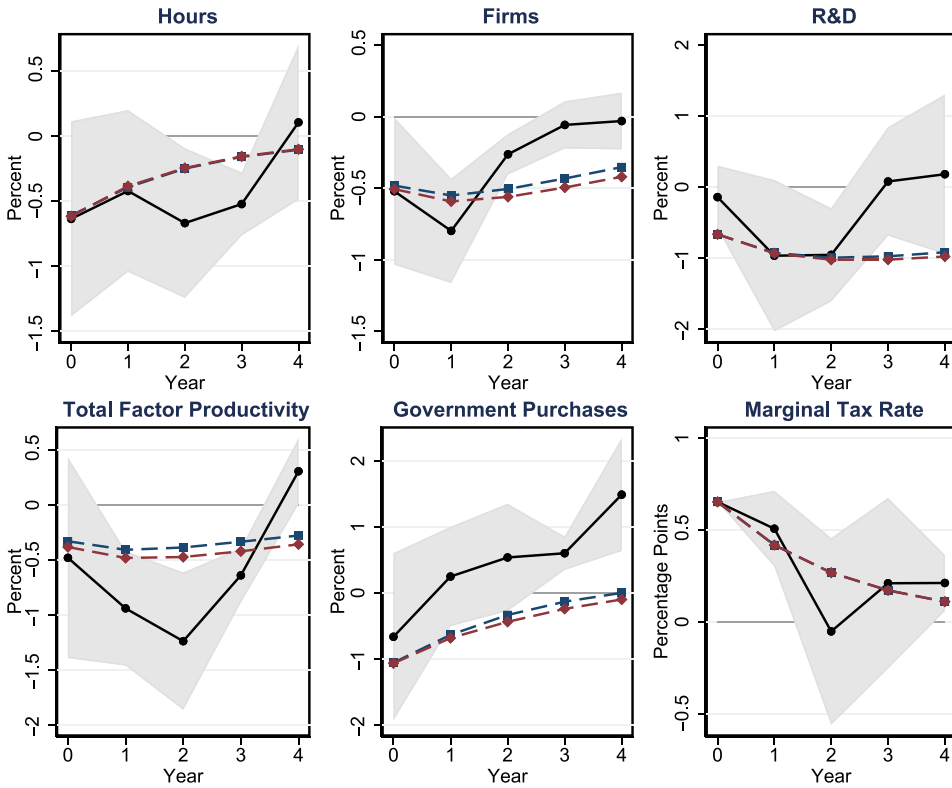 Hours
Firms
R&D
Percent
0.5
0
−0.5
−1
−1.5
0 1 2 3 4
Year
Percent
0.5
0
−0.5
−1
−1.5
0 1 2 3 4
Year
Percent
2
1
0
−1
−2
0 1 2 3 4
Year
Total Factor Productivity
Government Purchases
Marginal Tax Rate
Percent
0.5
0
−0.5
−1
−1.5
−2
0 1 2 3 4
Year
Percent
2
1
0
−1
−2
0 1 2 3 4
Year
Percentage Points
1
0.5
0
−0.5
0 1 2 3 4
Year